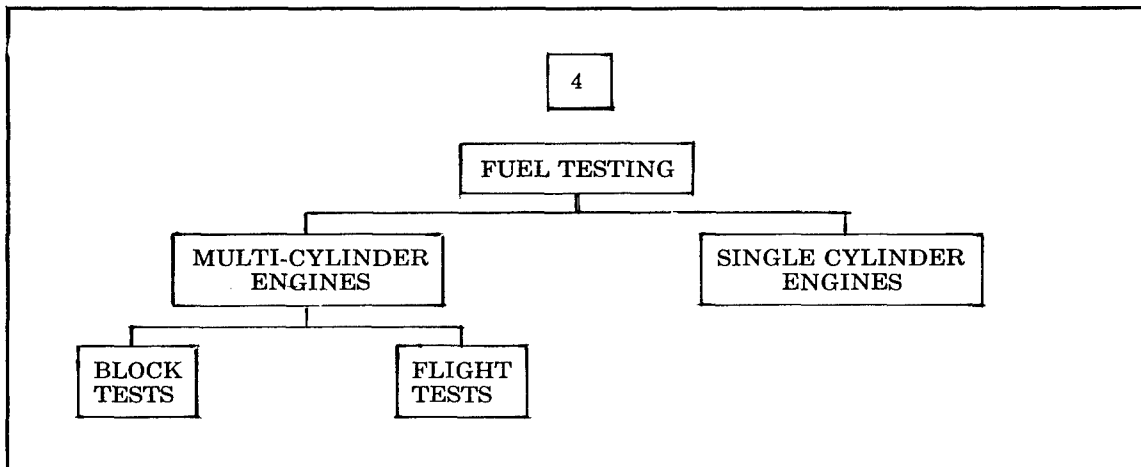 4
FUEL TESTING
MULTI-CYLINDER
ENGINES
SINGLE CYLINDER
ENGINES
BLOCK
TESTS
FLIGHT
TESTS